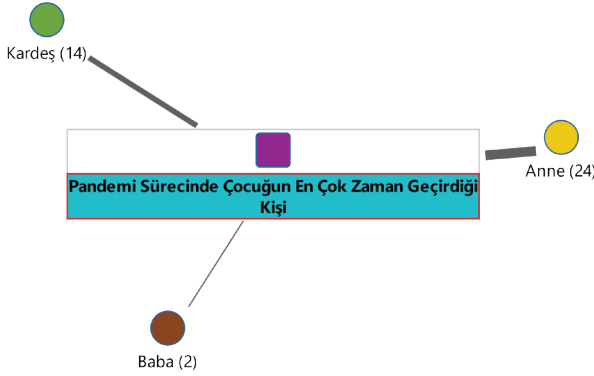 Kardeş (14)
Pandemi Sürecinde Çocuğun En Çok Zaman Geçirdiği
Kişi
Anne (24)
Baba (2)